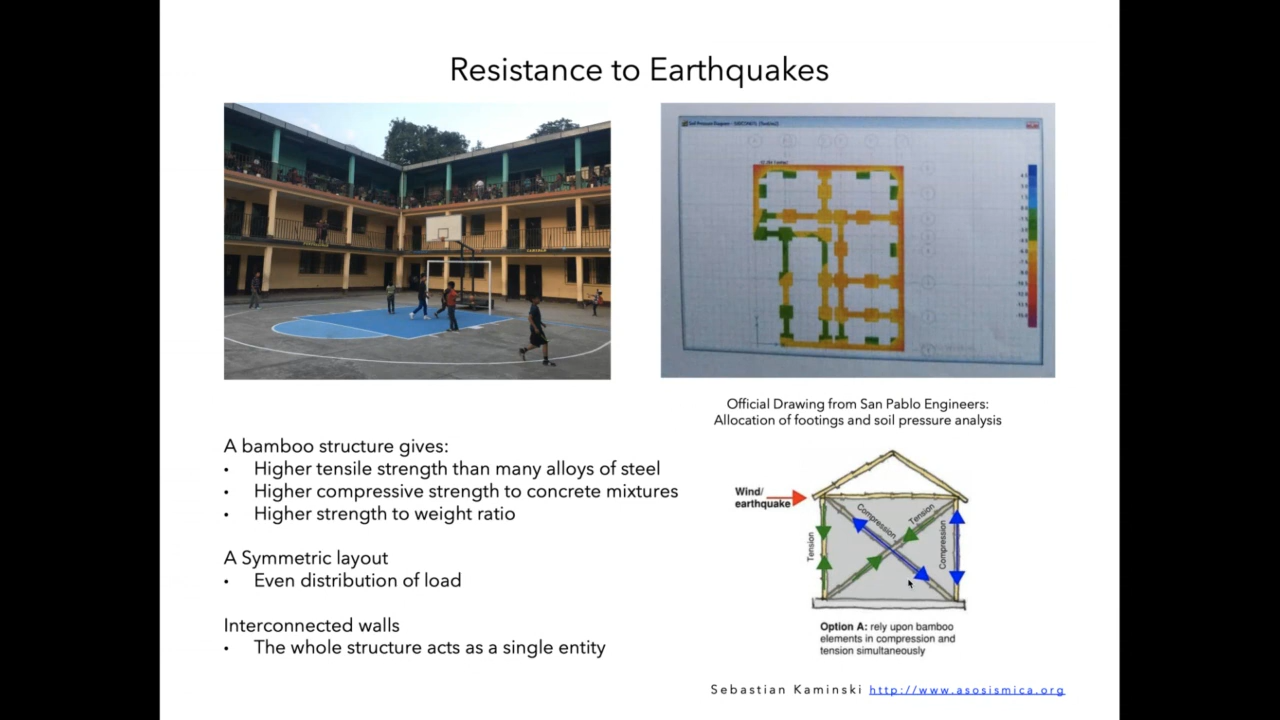 Resistance to Earthquakes
Official Drawing from San Pablo Engineers:
Allocation of footings and soil pressure analysis
A bamboo structure gives:
• Higher tensile strength than many alloys of steel
• Higher compressive strength to concrete mixtures
• Higher strength to weight ratio
A Symmetric layout
• Even distribution of load
Interconnected walls
• The whole structure acts as a single entity
Wind/
earthquake
Tension
Compression
Tension
Compression
Option A: rely upon bamboo
elements in compression and
tension simultaneously
Sebastian Kaminski http://www.asosismica.org